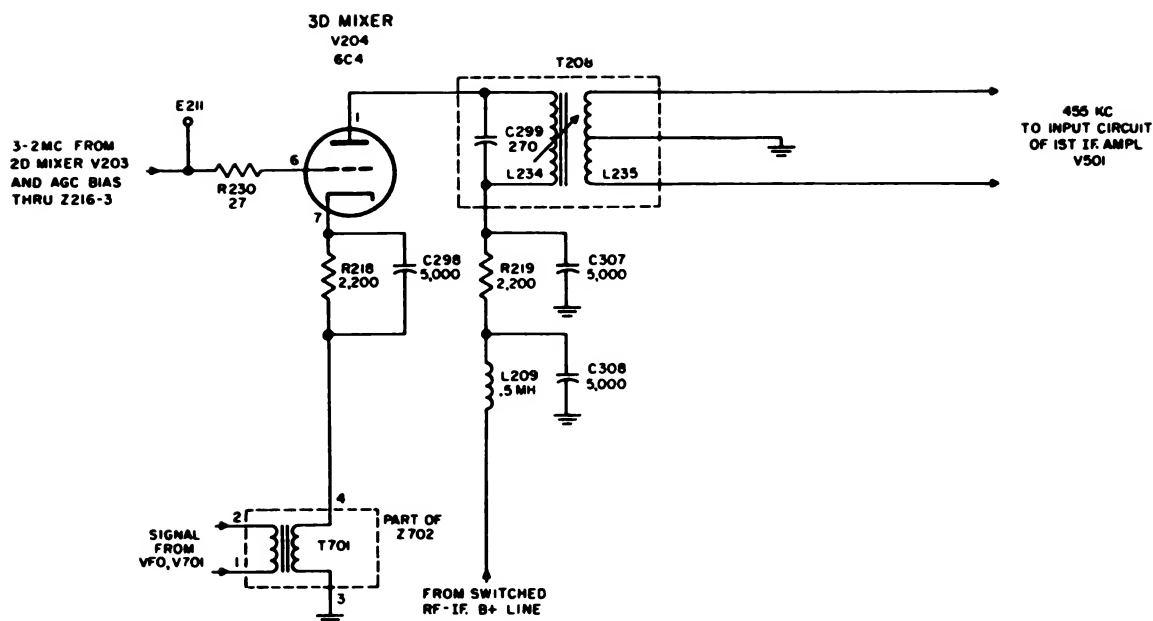 3D MIXER
V204
6C4
T208
E211
1
3-2MC FROM
2D MIXER V203
AND AGC BIAS
THRU Z216-3
6
R230
27
7
C299
270
L234
L235
455 KC
TO INPUT CIRCUIT
OF 1ST IF. AMPL
V501
R218
2,200
C298
5,000
R219
2,200
C307
5,000
L209
.5 MH
C308
5,000
4
PART OF
Z702
SIGNAL
FROM
VFO, V701
2
1
T701
3
FROM SWITCHED
RF-IF. B+ LINE